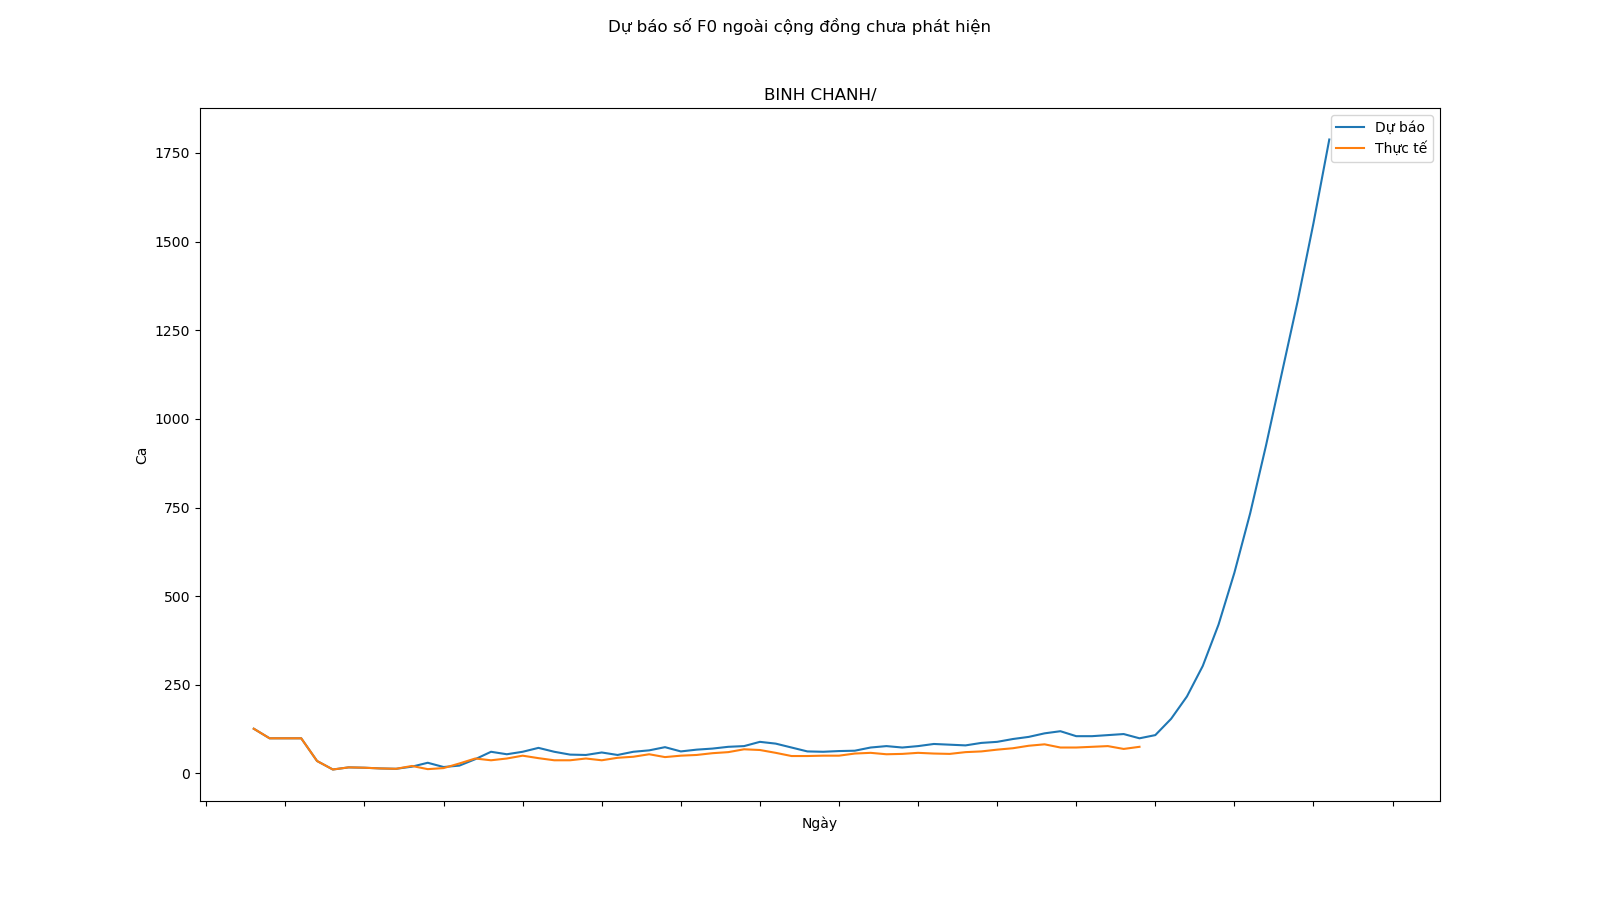 Dự báo số F0 ngoài cộng đồng chưa phát hiện
BINH CHANH/
Dự báo
Thực tế
1750
1500
1250
1000
750
500
250
0
Ca
Ngày